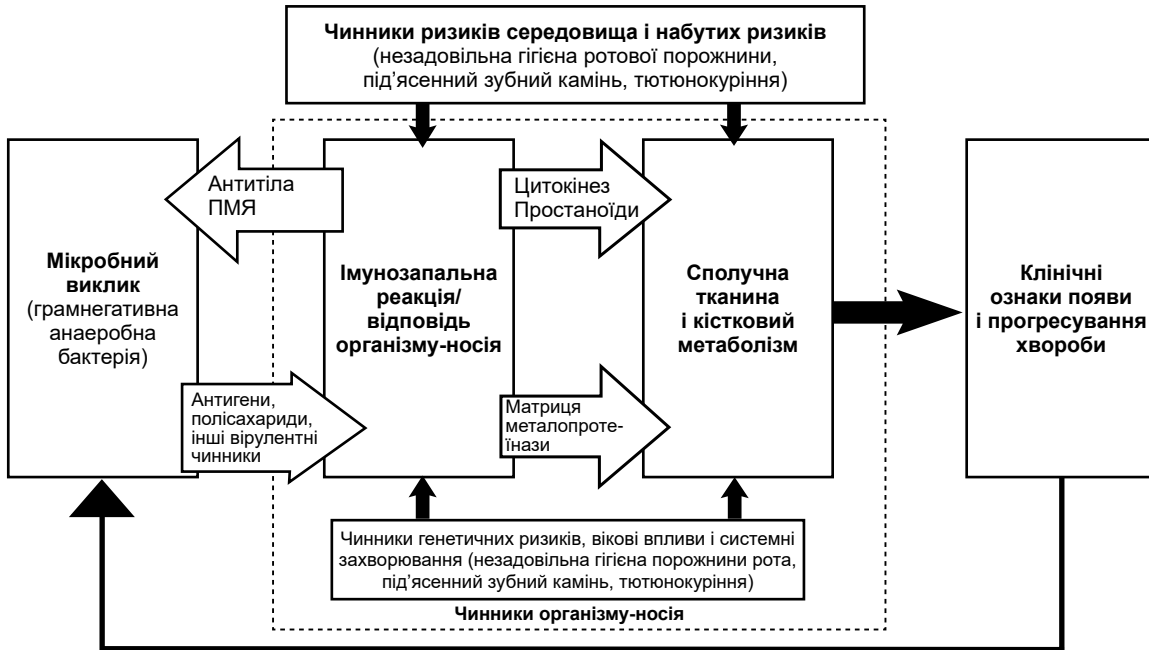 Чинники ризиків середовища і набутих ризиків
(незадовільна гігієна ротової порожнини,
під’ясенний зубний камінь, тютюнокуріння)
Антитіла
ПМЯ
Цитокінез
Простаноїди
Мікробний
виклик
(грамнегативна
анаеробна
бактерія)
Імунозапальна
реакція/
відповідь
організму-носія
Сполучна
тканина
і кістковий
метаболізм
Клінічні
ознаки появи
і прогресування
хвороби
Антигени,
полісахариди,
інші вірулентні
чинники
Матриця
металопроте-
їнази
Чинники генетичних ризиків, вікові впливи і системні
захворювання (незадовільна гігієна порожнини рота,
під’ясенний зубний камінь, тютюнокуріння)
Чинники організму-носія